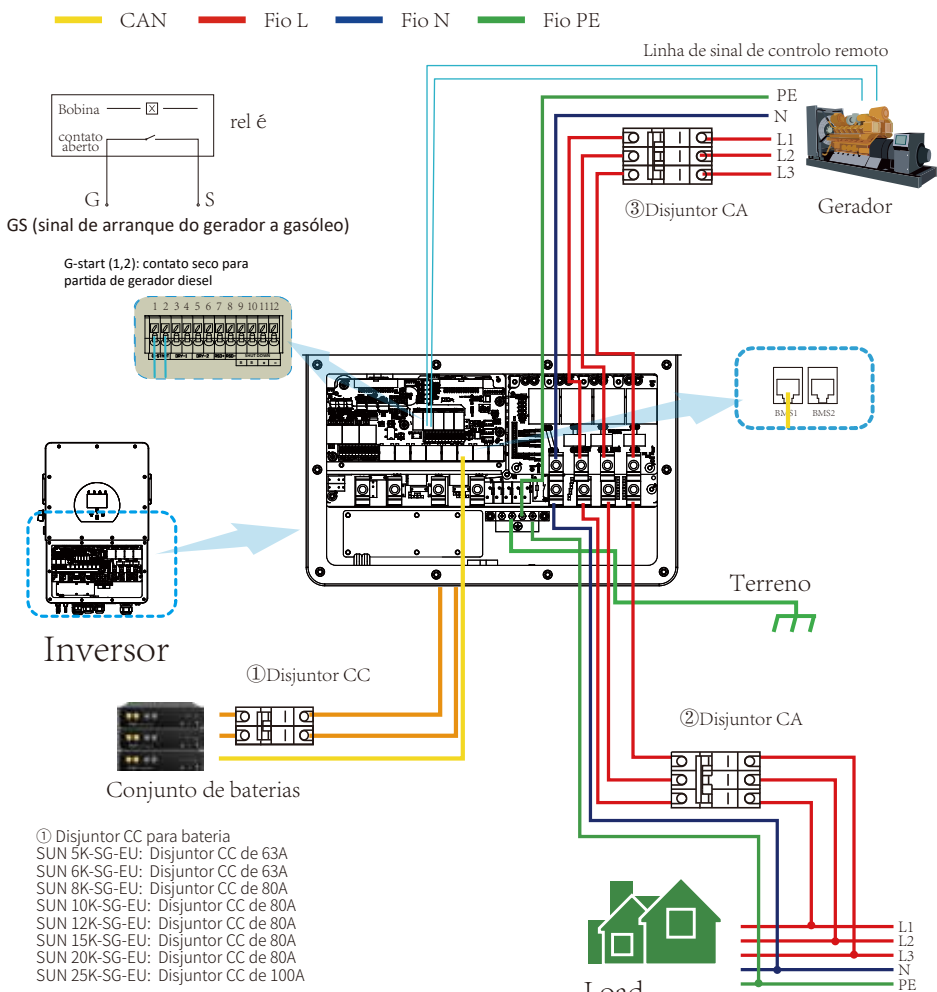 CAN Fio L Fio N Fio PE
Linha de sinal de controlo remoto
Bobina
contato
aberto
rel é
G S
GS (sinal de arranque do gerador a gasóleo)
PE
N
L1
L2
L3
③Disjuntor CA
Gerador
G-start (1,2): contato seco para
partida de gerador diesel
1 2 3 4 5 6 7 8 9 10 11 12
BMS1 BMS2
Inversor
Terreno
①Disjuntor CC
②Disjuntor CA
Conjunto de baterias
① Disjuntor CC para bateria
SUN 5K-SG-EU: Disjuntor CC de 63A
SUN 6K-SG-EU: Disjuntor CC de 63A
SUN 8K-SG-EU: Disjuntor CC de 80A
SUN 10K-SG-EU: Disjuntor CC de 80A
SUN 12K-SG-EU: Disjuntor CC de 80A
SUN 15K-SG-EU: Disjuntor CC de 80A
SUN 20K-SG-EU: Disjuntor CC de 80A
SUN 25K-SG-EU: Disjuntor CC de 100A
Load
L1
L2
L3
N
PE